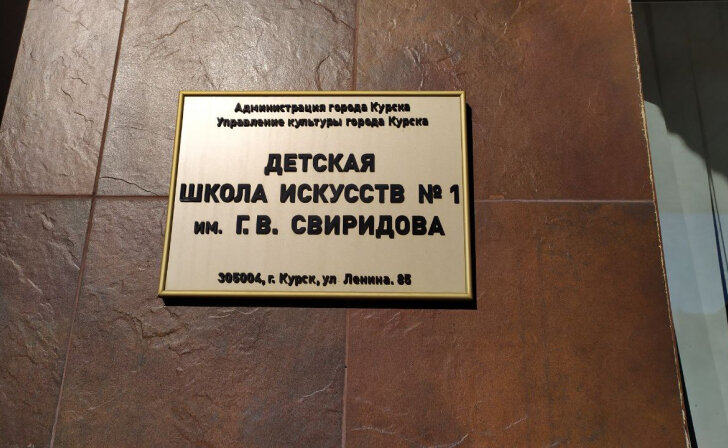 Администрация города Курска
Управление культуры города Курска
ДЕТСКАЯ
ШКОЛА ИСКУССТВ № 1
им. Г. В. СВИРИДОВА
305004, г. Курск, ул Ленина. 85